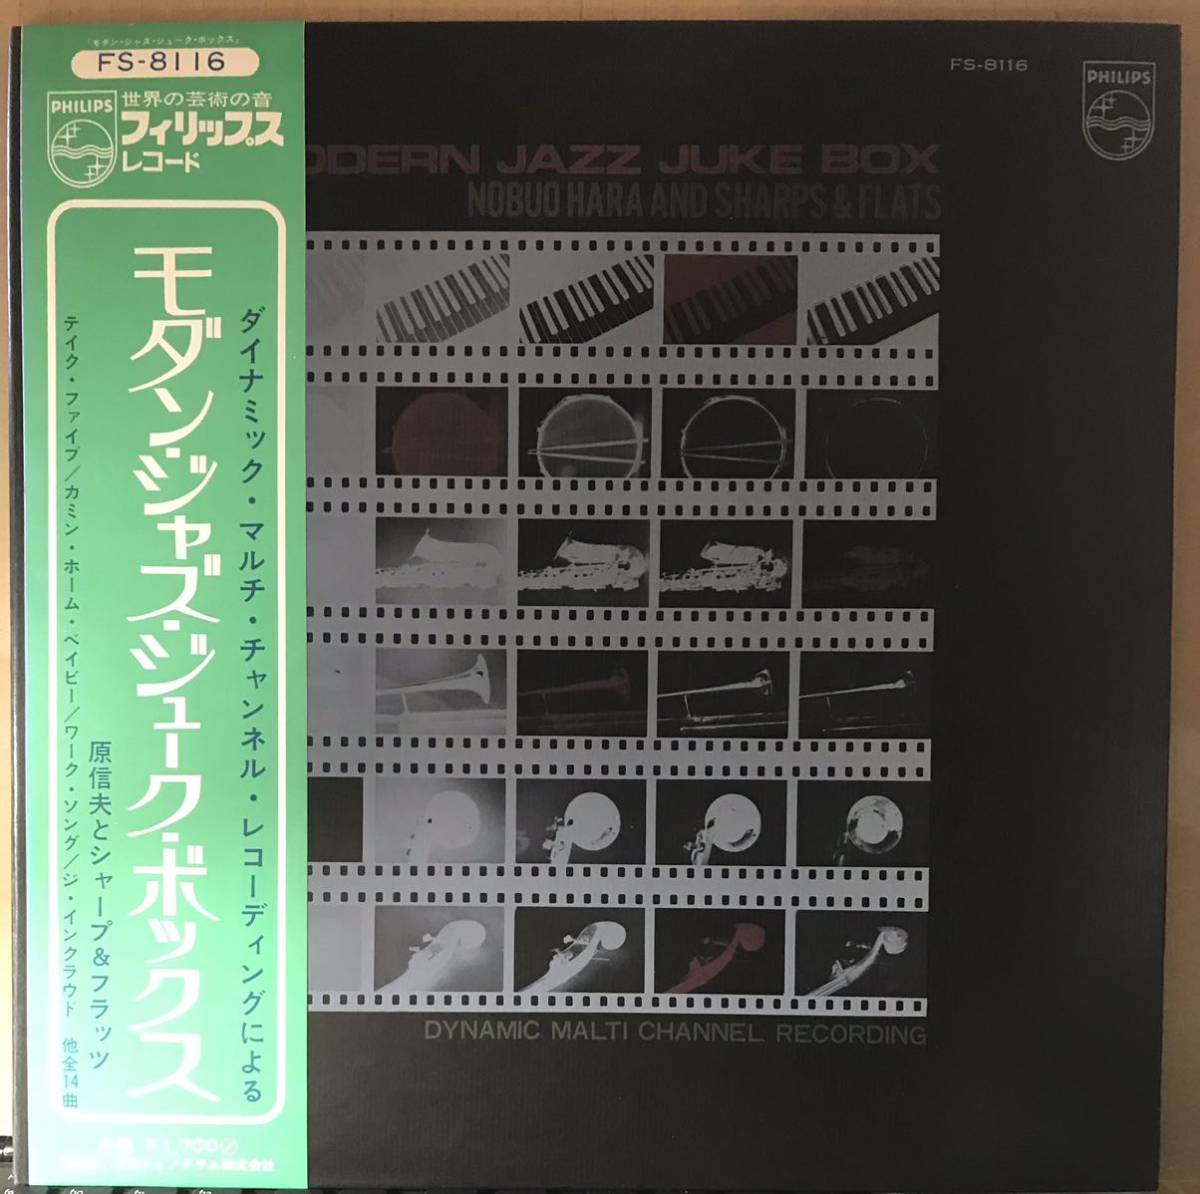 「モダン・ジャズ・ジューク・ボックス」
FS-8116
PHILIPS
世界の芸術の音
フィリップス
レコード
ダイナミック・マルチ・チャンネル・レコーディングによる
モダン・ジャズ・ジューク・ボックス
原信夫とシャープ&フラッツ
テイク・ファイブ/カミン・ホーム・ベイビー/ワーク・ソング/ジ・インクラウド 他全14曲
1,700
株式会社
FS-8116
PHILIPS
ODERN JAZZ JUKE BOX
NOBUO HARA AND SHARPS & FLATS
DYNAMIC MALTI CHANNEL RECORDING